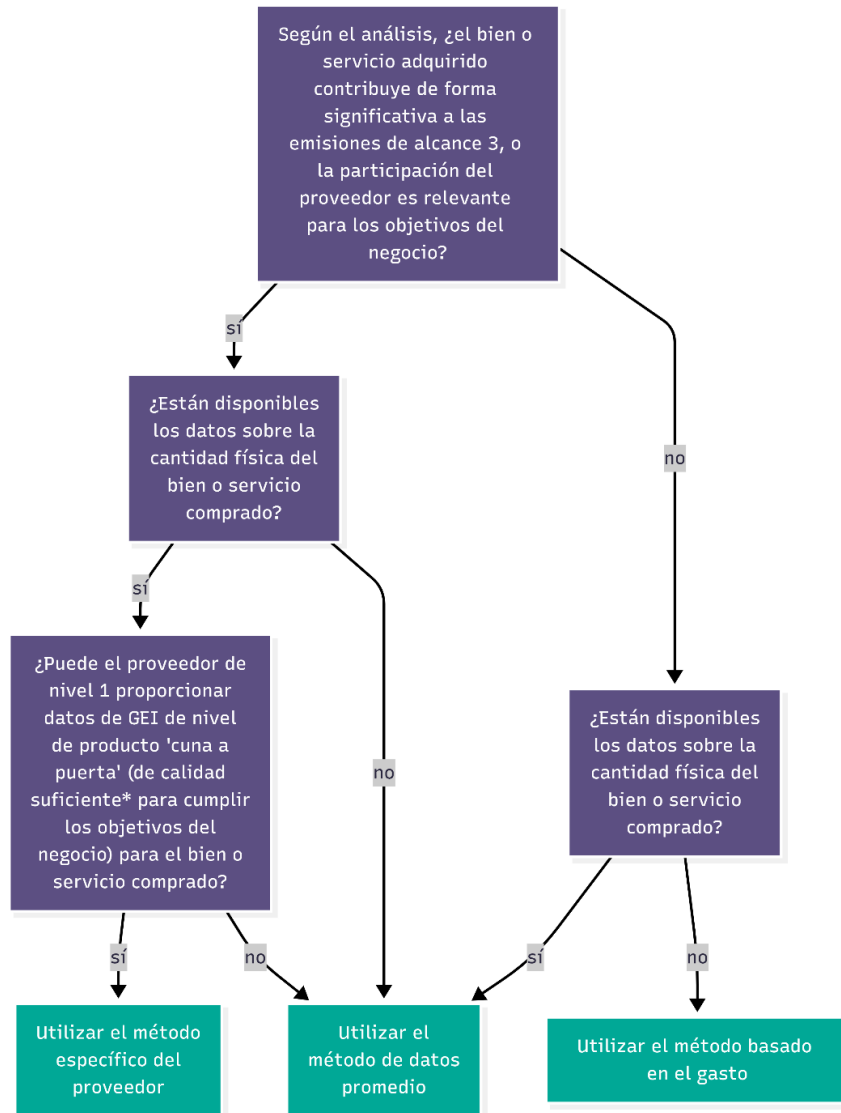 Según el análisis, ¿el bien o
servicio adquirido
contribuye de forma
significativa a las
emisiones de alcance 3, o
la participación del
proveedor es relevante
para los objetivos del
negocio?
sí
no
¿Están disponibles
los datos sobre la
cantidad física del
bien o servicio
comprado?
sí
no
¿Puede el proveedor de
nivel 1 proporcionar
datos de GEI de nivel
de producto 'cuna a
puerta' (de calidad
suficiente* para cumplir
los objetivos del
negocio) para el bien o
servicio comprado?
¿Están disponibles
los datos sobre la
cantidad física del
bien o servicio
comprado?
sí
no
sí
no
Utilizar el método
específico del
proveedor
Utilizar el
método de datos
promedio
Utilizar el método basado
en el gasto